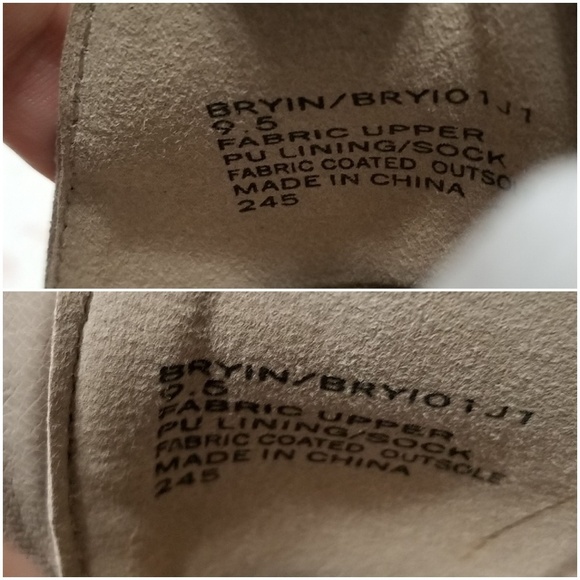 BRYIN/BRYI01J1
9.5
FABRIC UPPER
PU LINING/SOCK
FABRIC COATED OUTSO
MADE IN CHINA
245
BRYIN/BRYI01J1
9.5
FABRIC UPPER
PU LINING/SOCK
FABRIC COATED OUTSOLE
MADE IN CHINA
245